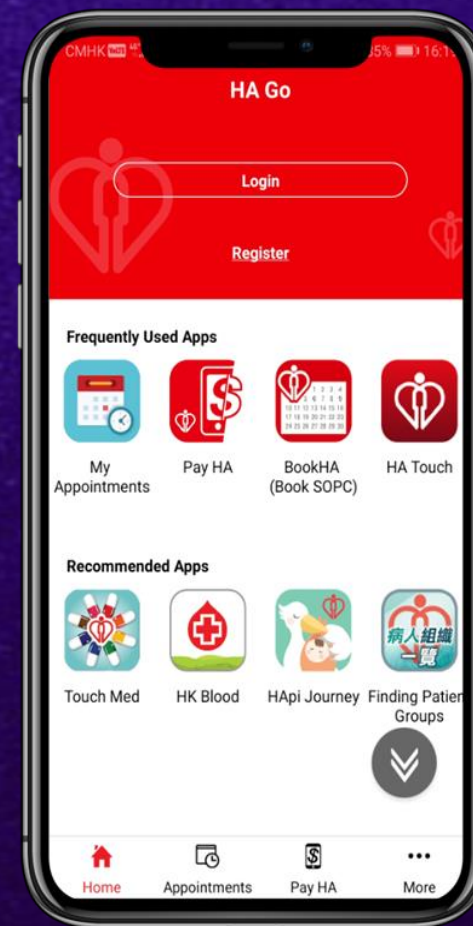 CMHK
35% 16:1
HA Go
Login
Register
Frequently Used Apps
My Appointments
Pay HA
BookHA (Book SOPC)
HA Touch
Recommended Apps
病人組織
一覽
Touch Med
HK Blood
HApi Journey
Finding Patien
Groups
Home
Appointments
Pay HA
More